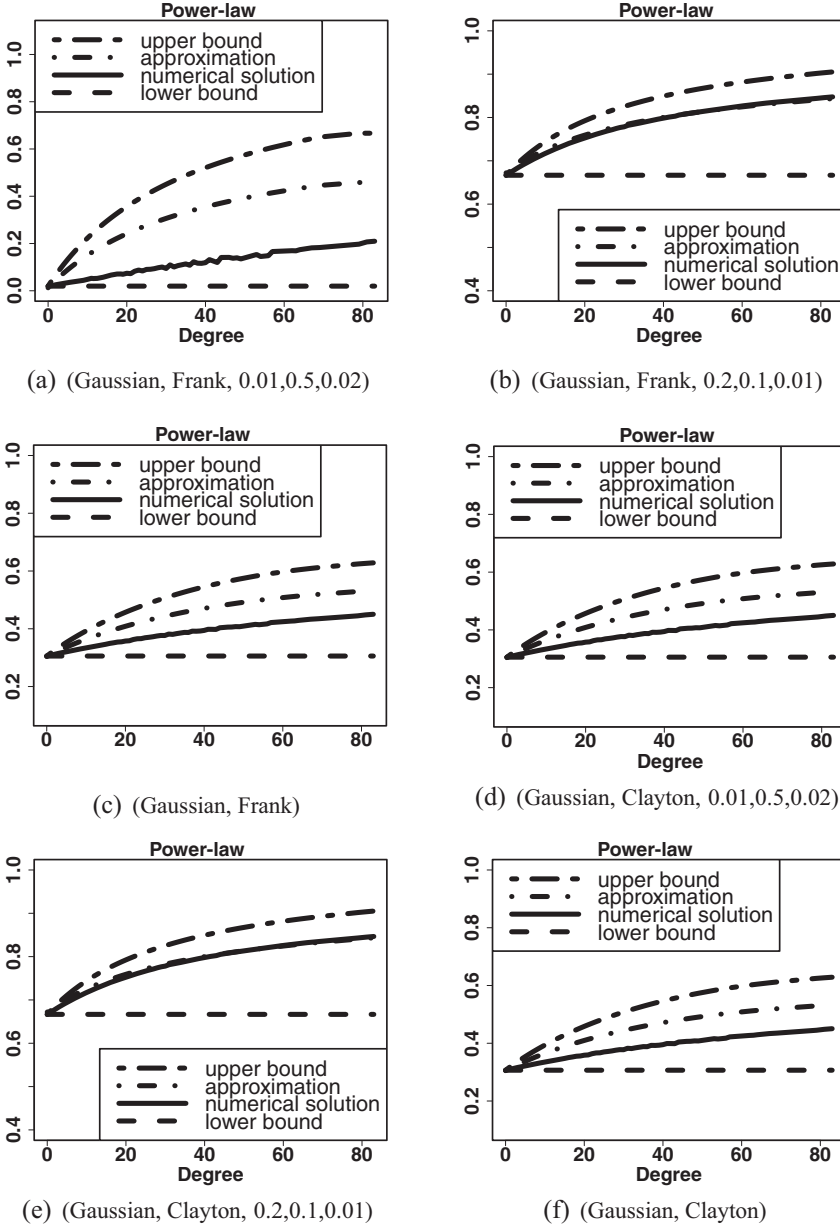 Power-law
upper bound
approximation
numerical solution
lower bound
0.0 0.2 0.4 0.6 0.8 1.0
0 20 40 60 80
Degree
(a) (Gaussian, Frank, 0.01,0.5,0.02)
Power-law
upper bound
approximation
numerical solution
lower bound
0.4 0.6 0.8 1.0
0 20 40 60 80
Degree
(b) (Gaussian, Frank, 0.2,0.1,0.01)
Power-law
upper bound
approximation
numerical solution
lower bound
0.2 0.4 0.6 0.8 1.0
0 20 40 60 80
(c) (Gaussian, Frank)
Power-law
upper bound
approximation
numerical solution
lower bound
0.2 0.4 0.6 0.8 1.0
0 20 40 60 80
Degree
(d) (Gaussian, Clayton, 0.01,0.5,0.02)
Power-law
upper bound
approximation
numerical solution
lower bound
0.4 0.6 0.8 1.0
0 20 40 60 80
Degree
(e) (Gaussian, Clayton, 0.2,0.1,0.01)
Power-law
upper bound
approximation
numerical solution
lower bound
0.2 0.4 0.6 0.8 1.0
0 20 40 60 80
Degree
(f) (Gaussian, Clayton)